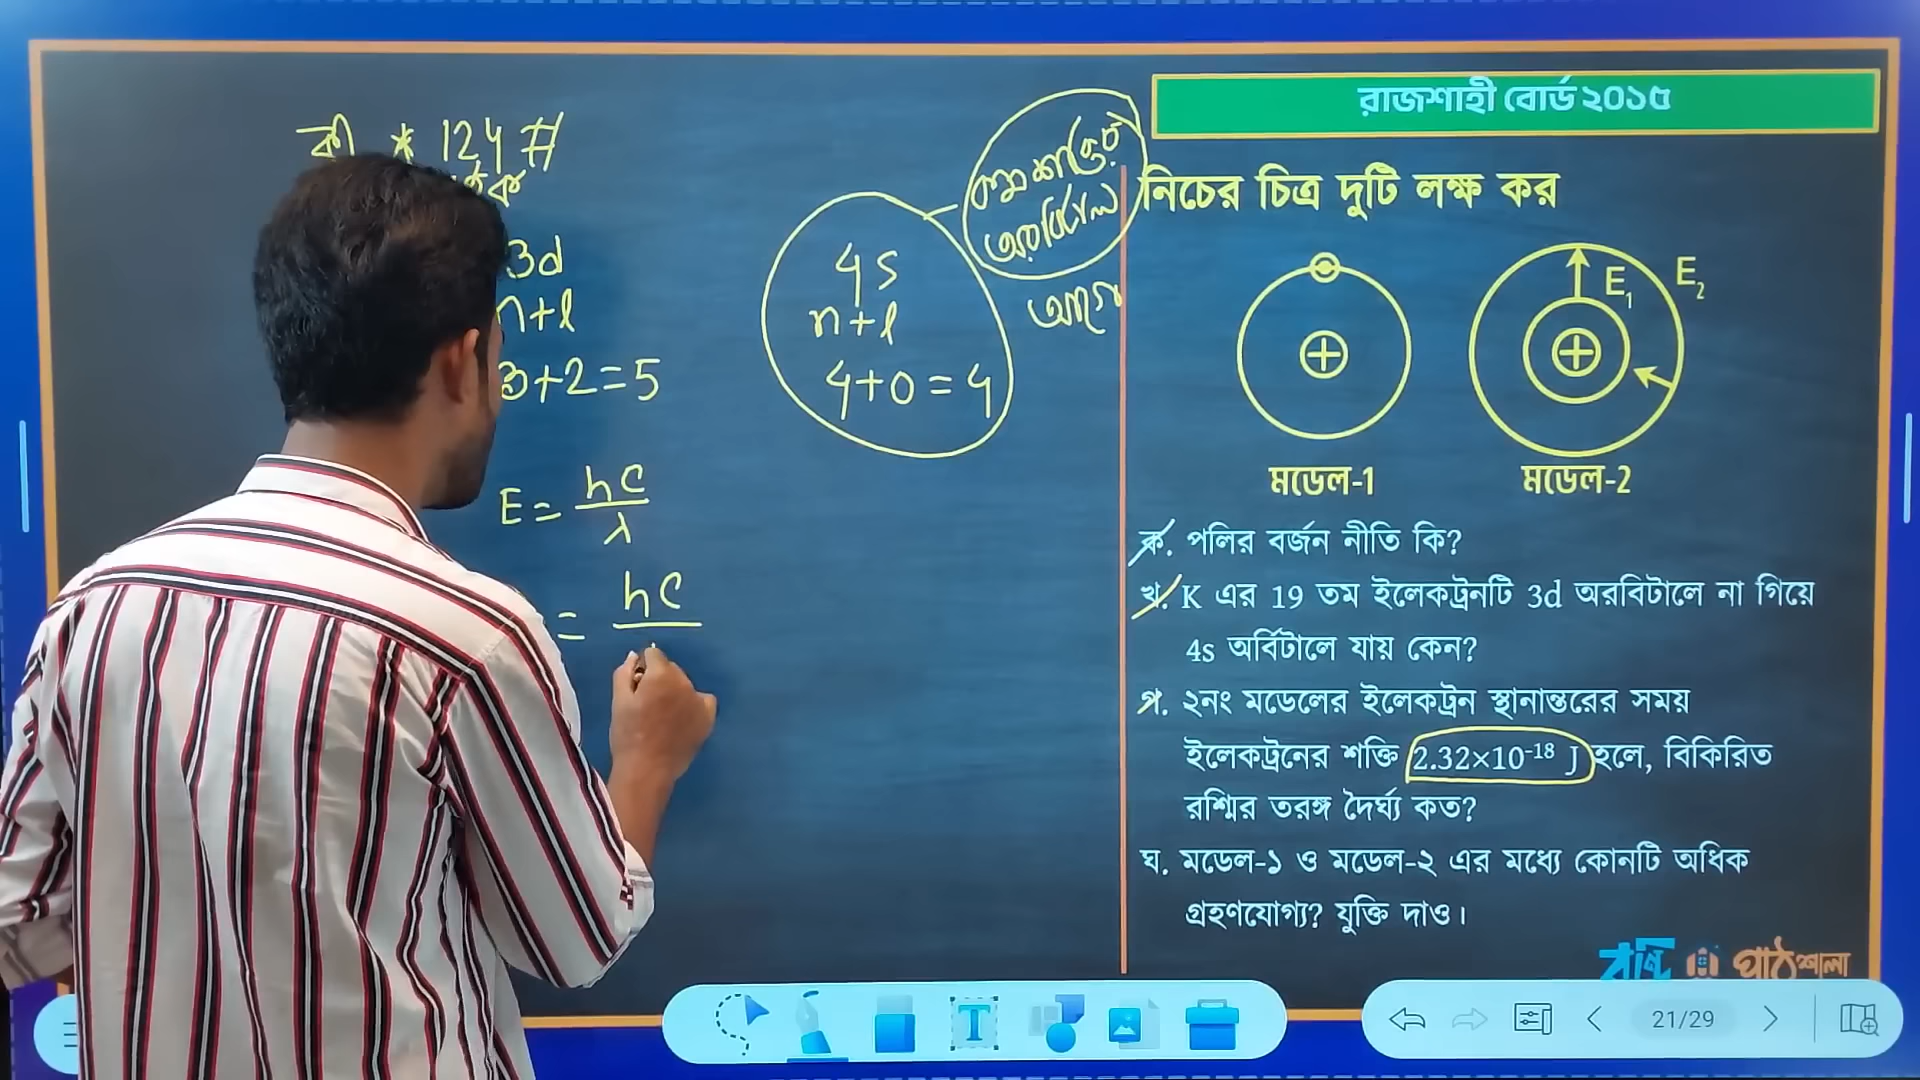 রাজশাহী বোর্ড ২০১৫
নিচের চিত্র দুটি লক্ষ কর
E₁
E₂
মডেল-1
মডেল-2
ক. পলির বর্জন নীতি কি?
খ. K এর 19 তম ইলেকট্রনটি 3d অরবিটালে না গিয়ে
4s অর্বিটালে যায় কেন?
গ. ২নং মডেলের ইলেকট্রন স্থানান্তরের সময়
ইলেকট্রনের শক্তি 2.32×10⁻¹⁸ J হলে, বিকিরিত
রশ্মির তরঙ্গ দৈর্ঘ্য কত?
ঘ. মডেল-১ ও মডেল-২ এর মধ্যে কোনটি অধিক
গ্রহণযোগ্য? যুক্তি দাও।
* 124 #
3d
n+l
3+2=5
4s
n+l
4+0=4
অরবিটাল
আগে
E = hc
λ
= hc
পাঠশালা
T
21/29